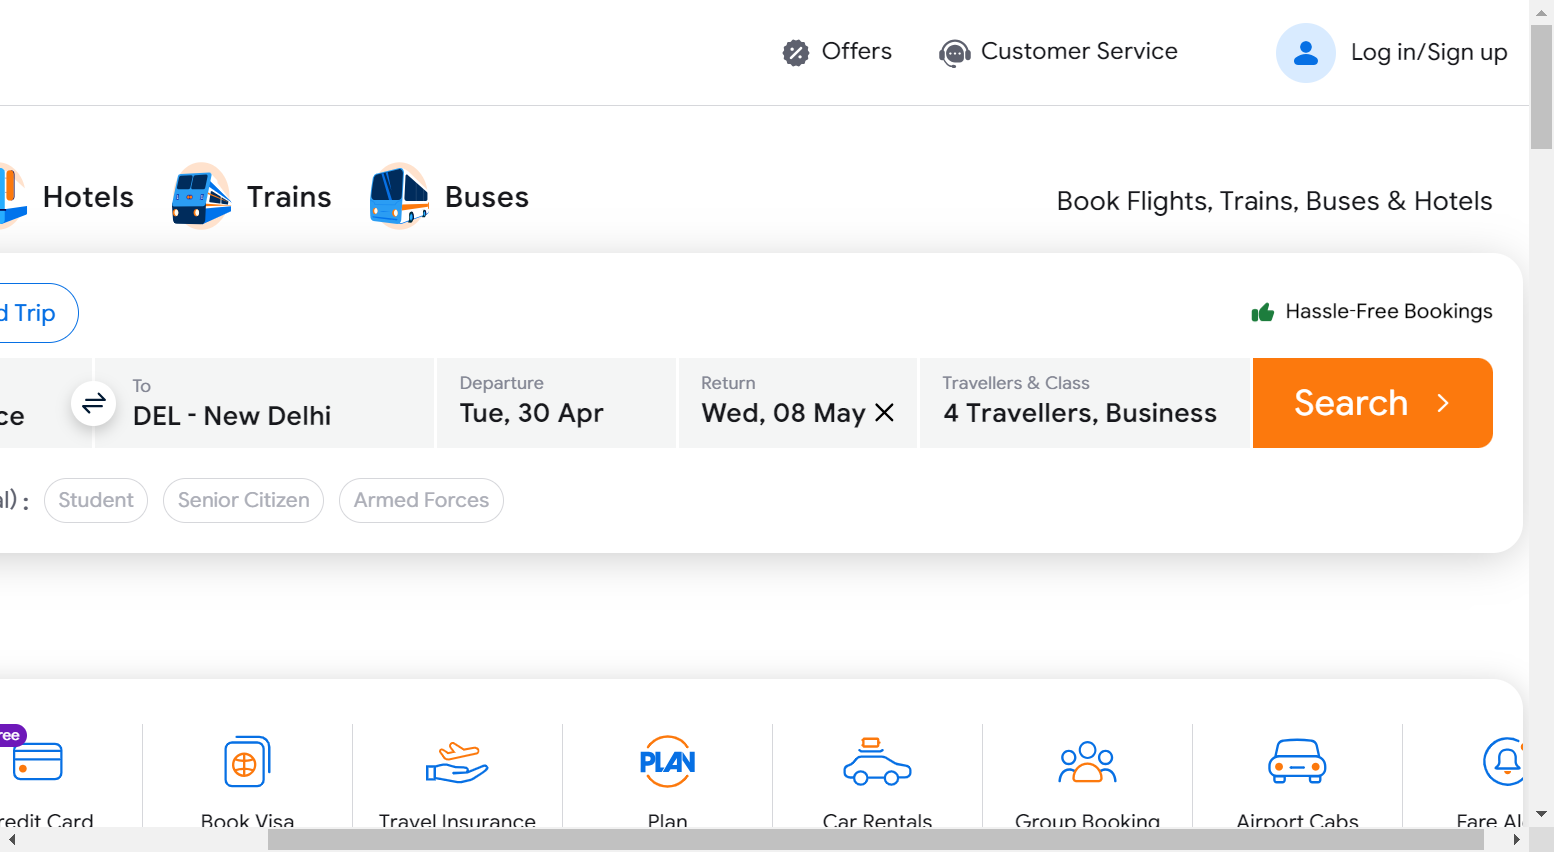 Offers
Customer Service
Log in/Sign up
Hotels
Trains
Buses
Book Flights, Trains, Buses & Hotels
d Trip
Hassle-Free Bookings
ce
To
DEL - New Delhi
Departure
Tue, 30 Apr
Return
Wed, 08 May
Travellers & Class
4 Travellers, Business
Search
al) :
Student
Senior Citizen
Armed Forces
ree
redit Card
Book Visa
Travel Insurance
PLAN
Plan
Car Rentals
Group Booking
Airport Cabs
Fare Al